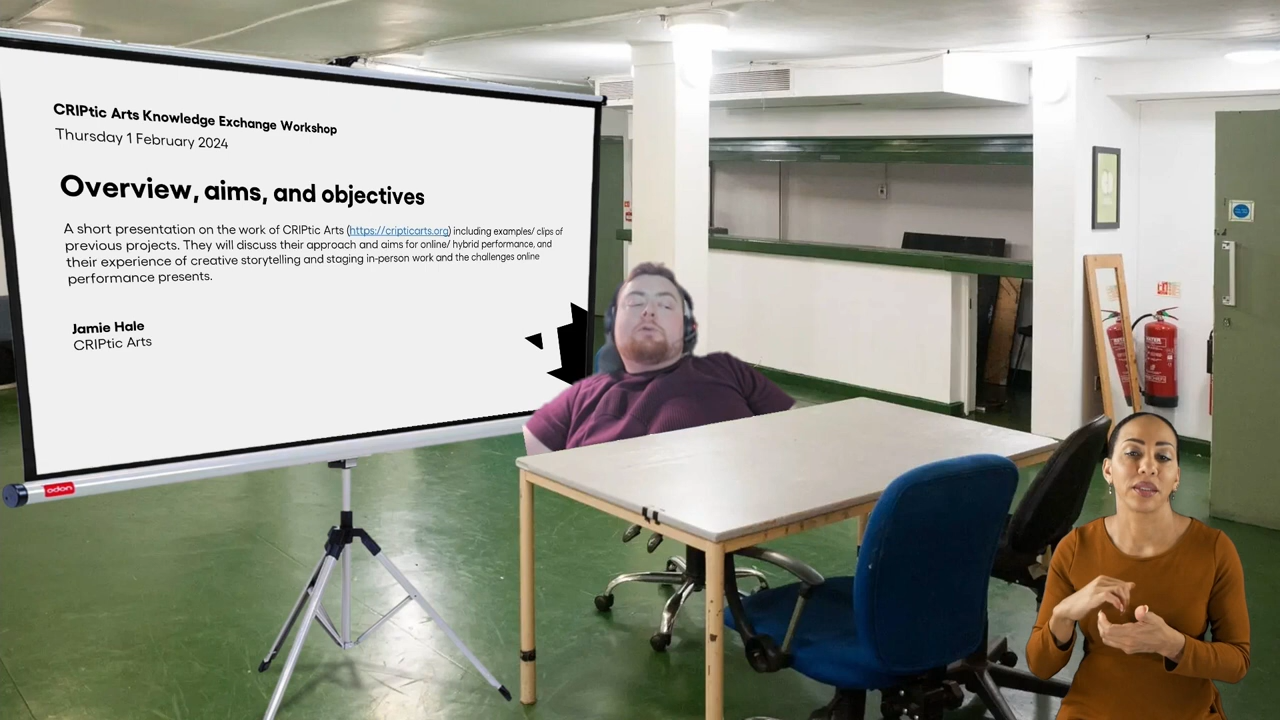 CRIPtic Arts Knowledge Exchange Workshop
Thursday 1 February 2024
Overview, aims, and objectives
A short presentation on the work of CRIPtic Arts (https://cripticarts.org) including examples/ clips of
previous projects. They will discuss their approach and aims for online/ hybrid performance, and
their experience of creative storytelling and staging in-person work and the challenges online
performance presents.
Jamie Hale
CRIPtic Arts
odon